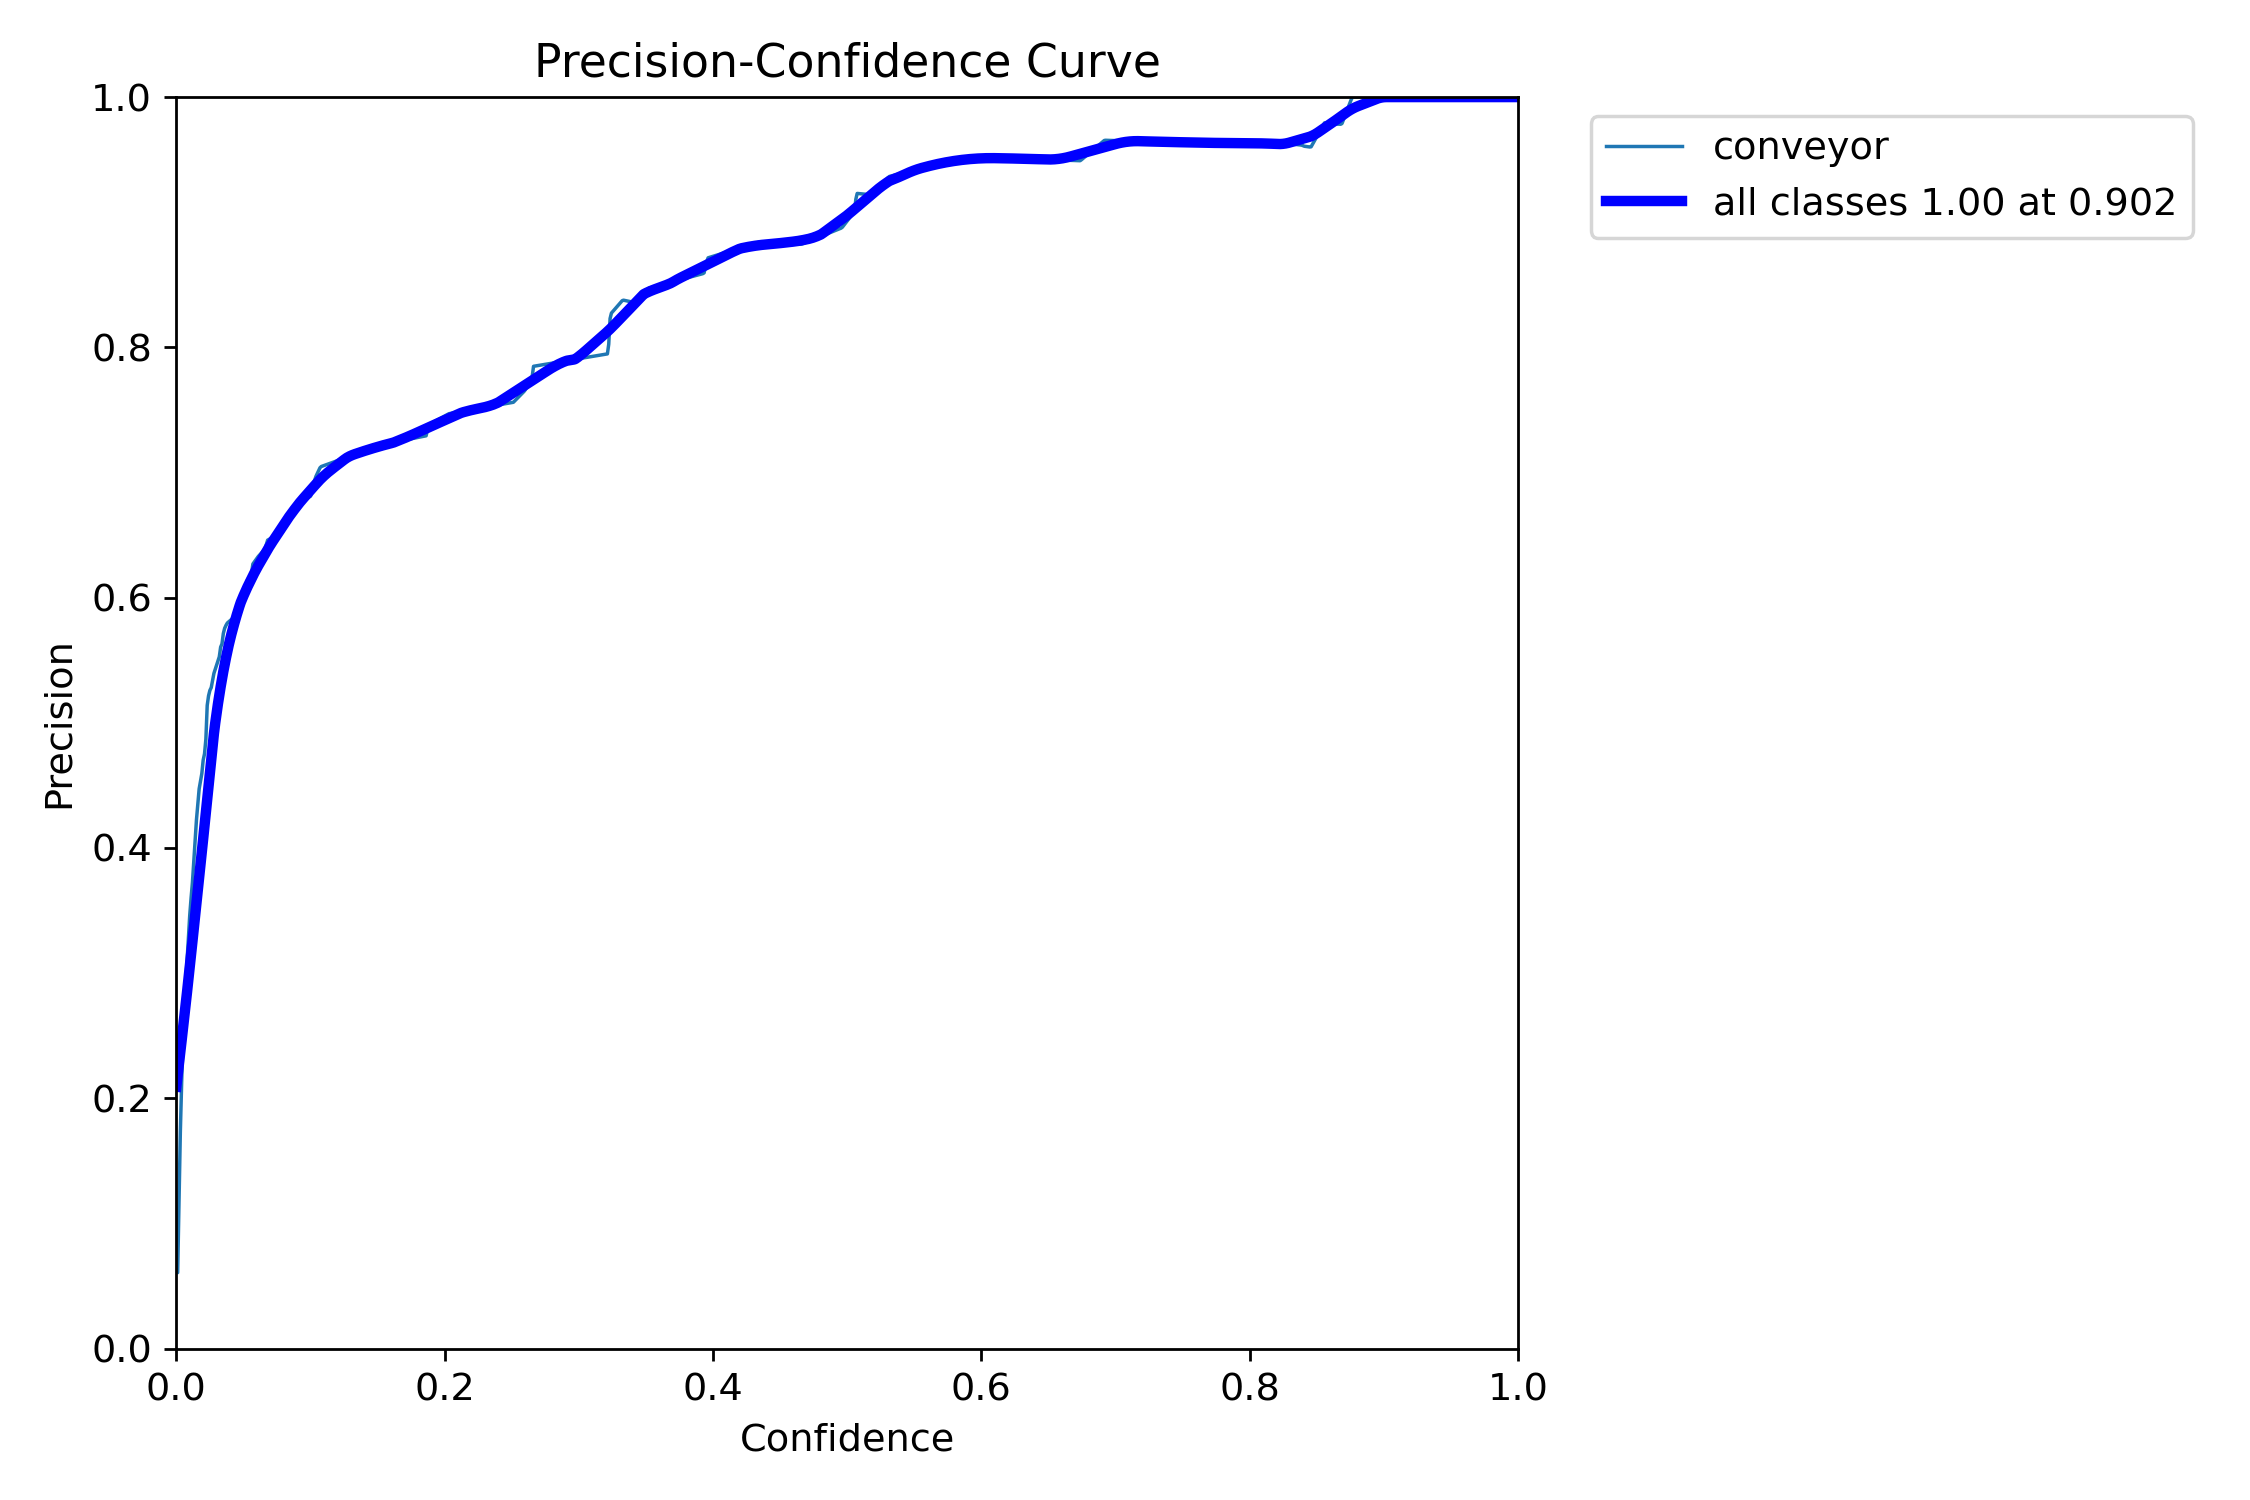 Precision-Confidence Curve
1.0
0.8
0.6
0.4
0.2
0.0
Precision
0.0 0.2 0.4 0.6 0.8 1.0
Confidence
conveyor
all classes 1.00 at 0.902